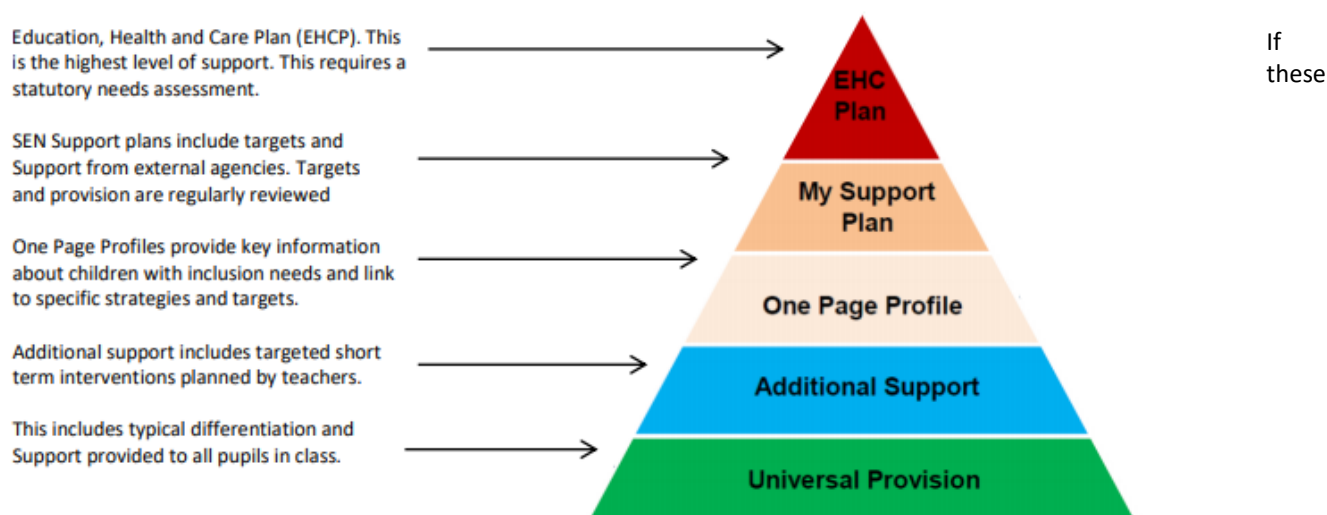 Education, Health and Care Plan (EHCP). This
is the highest level of support. This requires a
statutory needs assessment.
SEN Support plans include targets and
Support from external agencies. Targets
and provision are regularly reviewed
One Page Profiles provide key information
about children with inclusion needs and link
to specific strategies and targets.
Additional support includes targeted short
term interventions planned by teachers.
This includes typical differentiation and
Support provided to all pupils in class.
EHC
Plan
My Support
Plan
One Page Profile
Additional Support
Universal Provision
If
these